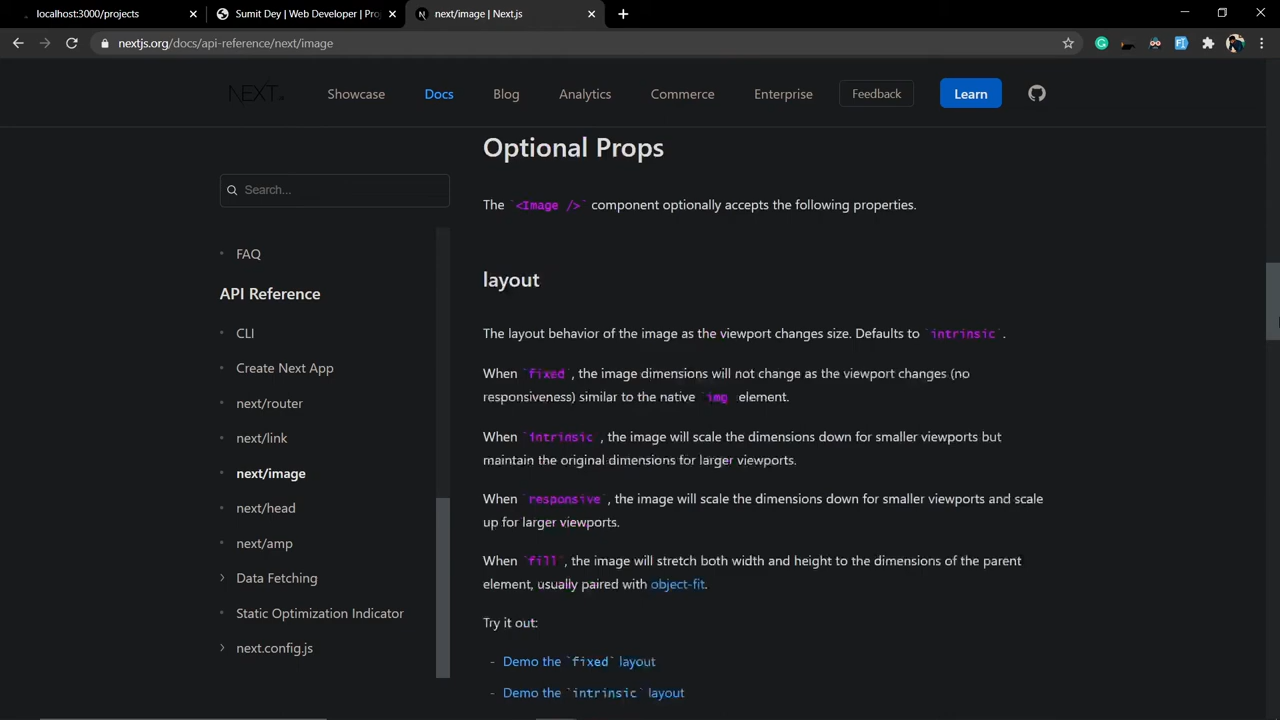 localhost:3000/projects
Sumit Dey | Web Developer | Pro
next/image | Next.js
nextjs.org/docs/api-reference/next/image
NEXT.JS
Showcase
Docs
Blog
Analytics
Commerce
Enterprise
Feedback
Learn
Search...
FAQ
API Reference
CLI
Create Next App
next/router
next/link
next/image
next/head
next/amp
Data Fetching
Static Optimization Indicator
next.config.js
Optional Props
The `<Image />` component optionally accepts the following properties.
layout
The layout behavior of the image as the viewport changes size. Defaults to `intrinsic`.
When `fixed`, the image dimensions will not change as the viewport changes (no
responsiveness) similar to the native `img` element.
When `intrinsic`, the image will scale the dimensions down for smaller viewports but
maintain the original dimensions for larger viewports.
When `responsive`, the image will scale the dimensions down for smaller viewports and scale
up for larger viewports.
When `fill`, the image will stretch both width and height to the dimensions of the parent
element, usually paired with object-fit.
Try it out:
- Demo the `fixed` layout
- Demo the `intrinsic` layout